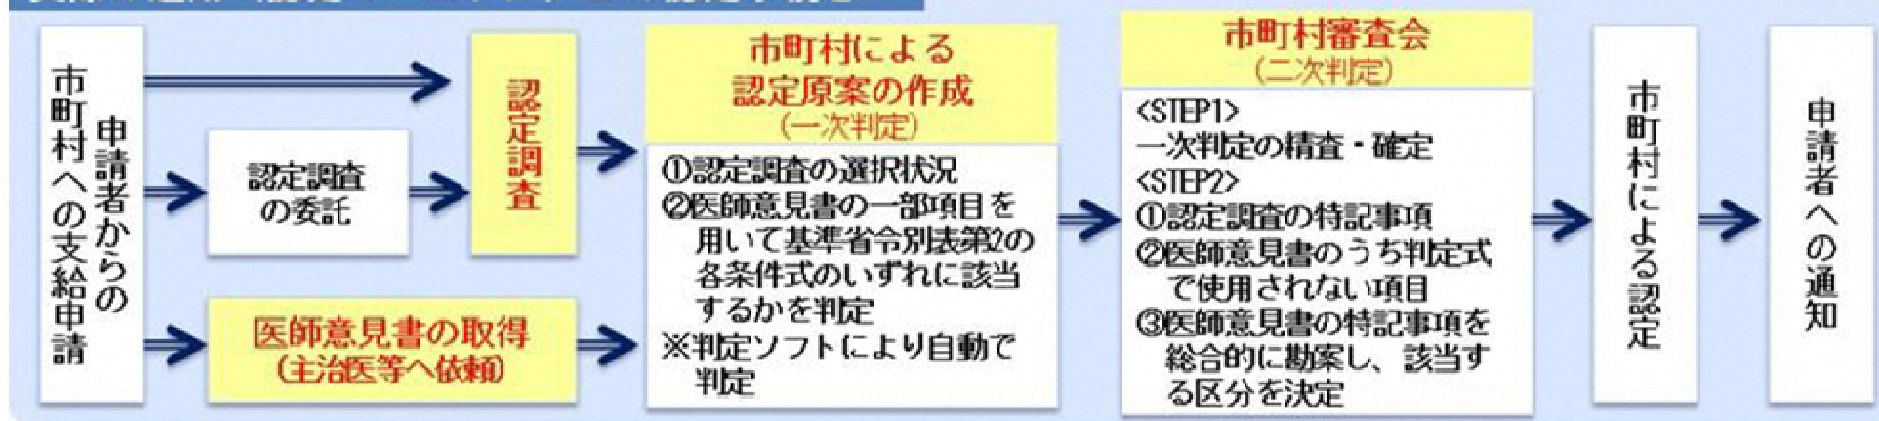 申請者からの
市町村への支給申請
認定調査
の委託
認定調査
医師意見書の取得
(主治医等へ依頼)
市町村による
認定原案の作成
(一次判定)
①認定調査の選択状況
②医師意見書の一部項目を
用いて基準省令別表第2の
各条件式のいずれに該当
するかを判定
※判定ソフトにより自動で
判定
市町村審査会
(二次判定)
<STEP1>
一次判定の精査・確定
<STEP2>
①認定調査の特記事項
②医師意見書のうち判定式
で使用されない項目
③医師意見書の特記事項を
総合的に勘案し、該当す
る区分を決定
市町村による認定
申請者への通知